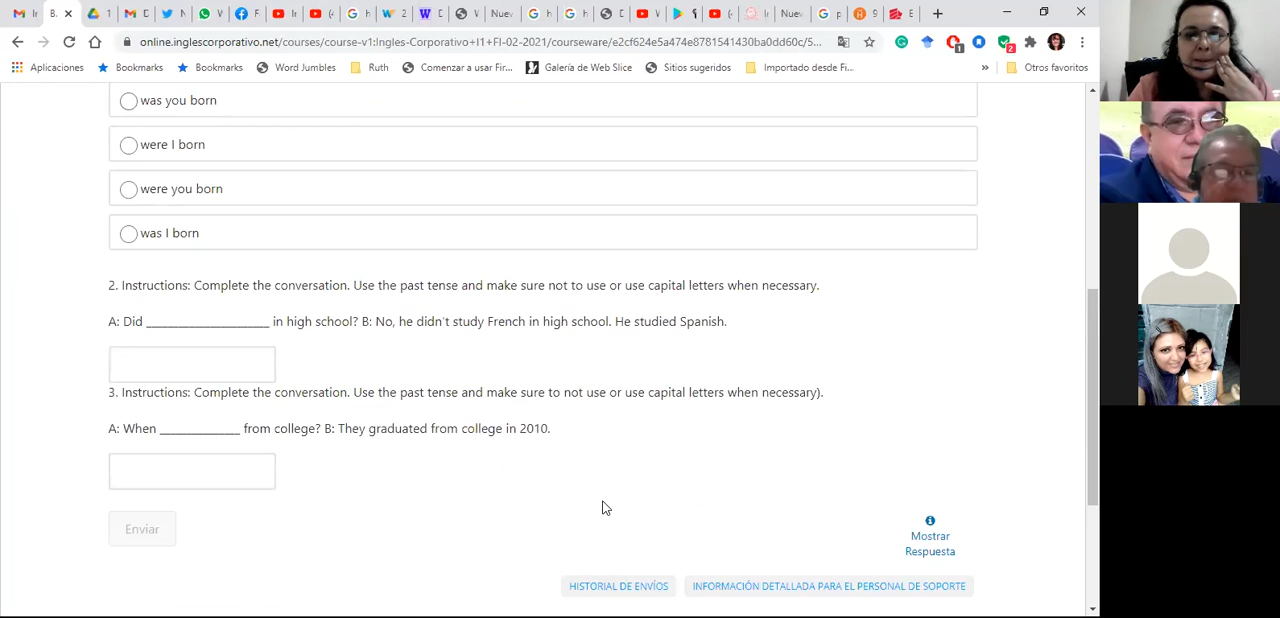 B.
online.inglescorporativo
/courses/course-v1:Ingles-Corporativo+I1+PI-02-2021/courseware/e2cf624e5a474e8781541430ba0dd60c/5...
Aplicaciones
Bookmarks
Bookmarks
Word Nimbles
Ruth
Comenzar a usar Fir...
Galería de Web Slice
Sitios sugeridos
Importado desde Fi...
»
Otros favoritos
was you born
were I born
were you born
was I born
2. Instructions: Complete the conversation. Use the past tense and make sure not to use or use capital letters when necessary.
A: Did ____________________ in high school? B: No, he didn't study French in high school. He studied Spanish.
3. Instructions: Complete the conversation. Use the past tense and make sure to not use or use capital letters when necessary).
A: When _____________ from college? B: They graduated from college in 2010.
Enviar
Mostrar
Respuesta
HISTORIAL DE ENVÍOS
INFORMACIÓN DETALLADA PARA EL PERSONAL DE SOPORTE